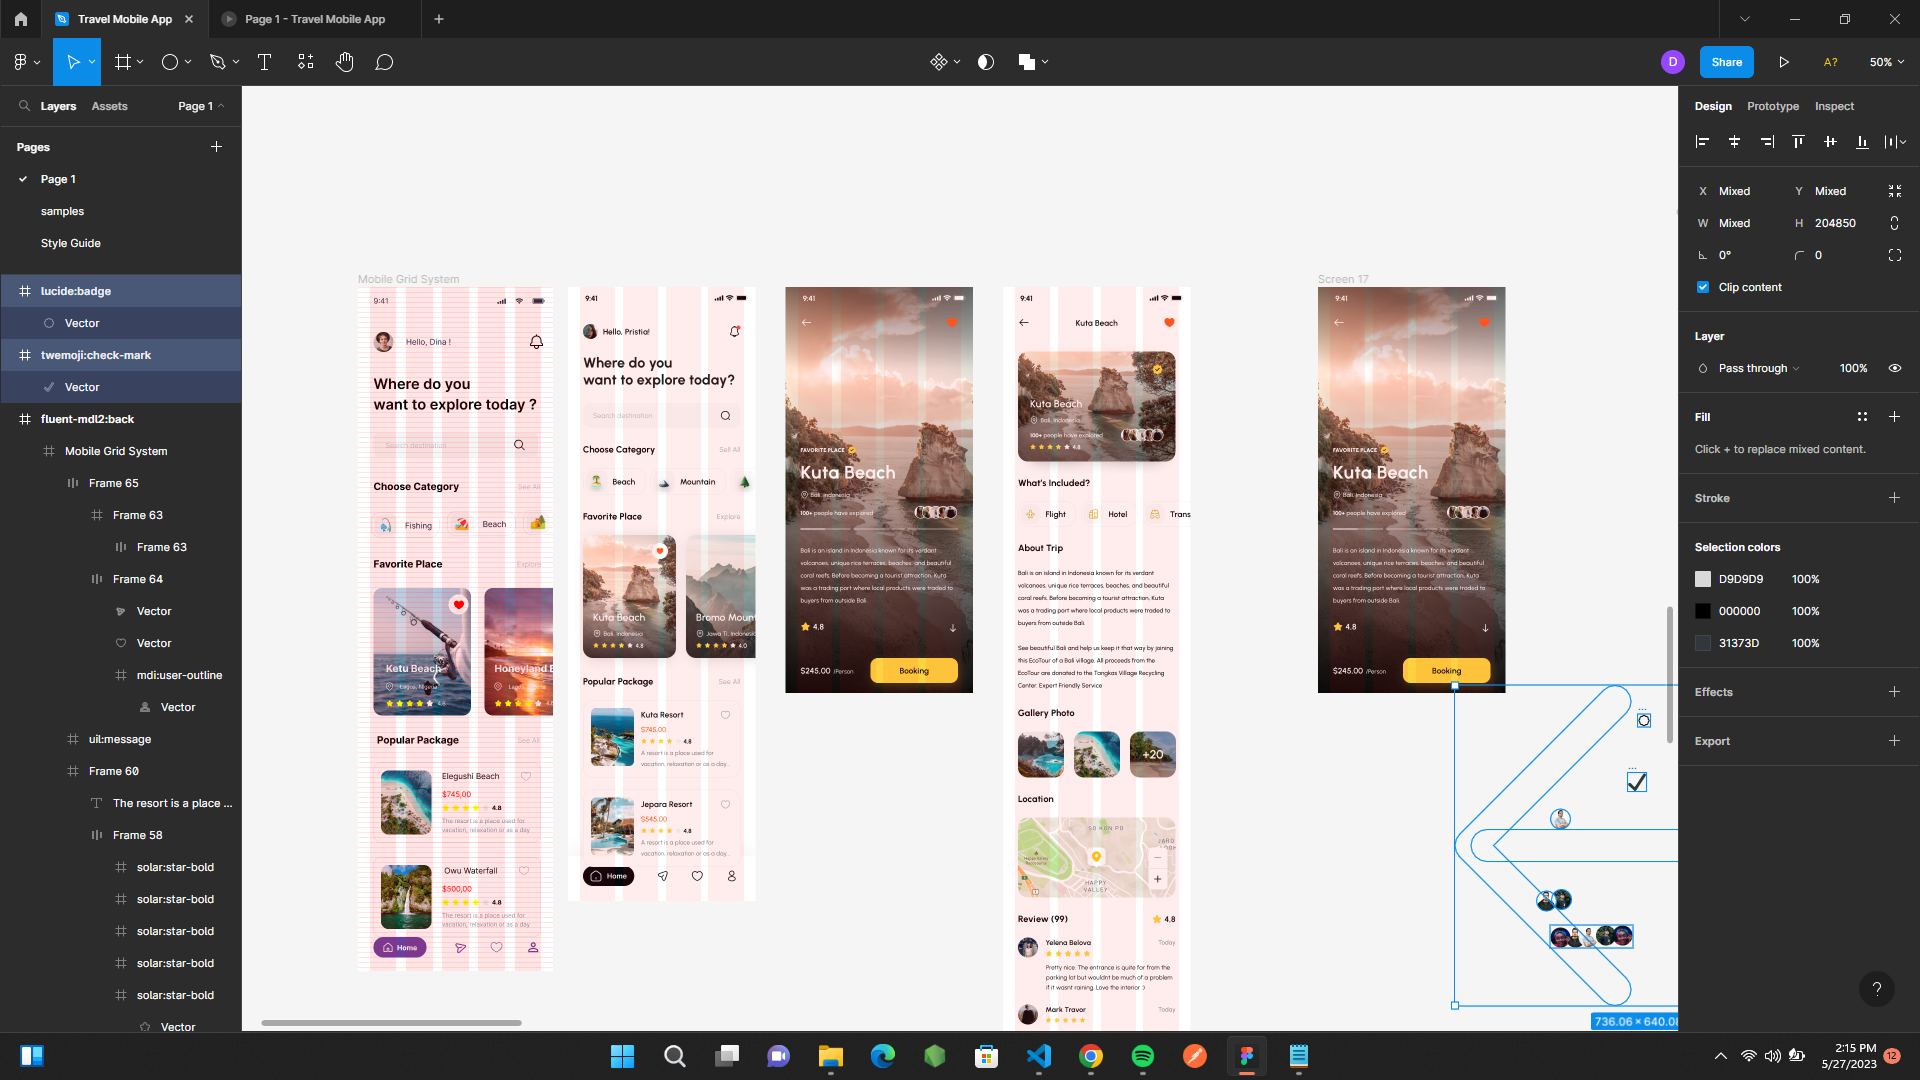 Travel Mobile App
Page 1 - Travel Mobile App
D
Share
A?
50%
Layers
Assets
Page 1
Pages
Page 1
samples
Style Guide
lucide:badge
Vector
twemoji:check-mark
Vector
fluent-mdl2:back
Mobile Grid System
Frame 65
Frame 63
Frame 63
Frame 64
Vector
Vector
mdi:user-outline
Vector
uil:message
Frame 60
The resort is a place ...
Frame 58
solar:star-bold
solar:star-bold
solar:star-bold
solar:star-bold
solar:star-bold
Vector
Mobile Grid System
9:41
Hello, Dina !
Where do you
want to explore today ?
Search destination
Choose Category
See All
Fishing
Beach
Favorite Place
Explore
Ketu Beach
Lagos, Nigeria
4.8
Honeyland B
Popular Package
See All
Elegushi Beach
$745,00
4.8
The resort is a place used for
vacation, relaxation or as a day
Owu Waterfall
$500,00
4.8
The resort is a place used for
vacation, relaxation or as a day
Home
9:41
Hello, Pristia!
Where do you
want to explore today?
Search destination
Choose Category
Sell All
Beach
Mountain
Favorite Place
Explore
Kuta Beach
Bali, Indonesia
4.8
Bromo Moun
Jawa Ti, Indonesia
4.0
Popular Package
See All
Kuta Resort
$745.00
4.8
A resort is a place used for
vacation, relaxation or as a day...
Jepara Resort
$545.00
4.8
A resort is a place used for
vacation, relaxation or as a day...
Home
9:41
FAVORITE PLACE
Kuta Beach
Bali, Indonesia
100+ people have explored
Bali is an island in Indonesia known for its verdant
volcanoes, unique rice terraces, beaches, and beautiful
coral reefs. Before becoming a tourist attraction, Kuta
was a trading port where local products were traded to
buyers from outside Bali.
4.8
$245.00 /Person
Booking
9:41
Kuta Beach
Kuta Beach
Bali, Indonesia
100+ people have explored
4.8
What's Included?
Flight
Hotel
Trans
About Trip
Bali is an island in Indonesia known for its verdant
volcanoes, unique rice terraces, beaches, and beautiful
coral reefs. Before becoming a tourist attraction, Kuta
was a trading port where local products were traded to
buyers from outside Bali.
See beautiful Bali and help us keep it that way by joining
this EcoTour of a Bali village. All proceeds from the
EcoTour are donated to the Tangkas Village Recycling
Center. Expert Friendly Service
Gallery Photo
+20
Location
HAPPY
VALLEY
Review (99)
4.8
Yelena Belova
Today
Pretty nice. The entrance is quite far from the
parking lot but wouldnt be much of a problem
if it wasnt raining. Love the interior :)
Mark Travor
Today
Screen 17
9:41
FAVORITE PLACE
Kuta Beach
Bali, Indonesia
100+ people have explored
Bali is an island in Indonesia known for its verdant
volcanoes, unique rice terraces, beaches, and beautiful
coral reefs. Before becoming a tourist attraction, Kuta
was a trading port where local products were traded to
buyers from outside Bali.
4.8
$245.00 /Person
Booking
...
...
736.06 × 640.08
Design
Prototype
Inspect
X Mixed
Y Mixed
W Mixed
H 204850
0°
0
Clip content
Layer
Pass through
100%
Fill
Click + to replace mixed content.
Stroke
Selection colors
D9D9D9 100%
000000 100%
31373D 100%
Effects
Export
?
2:15 PM
5/27/2023
12